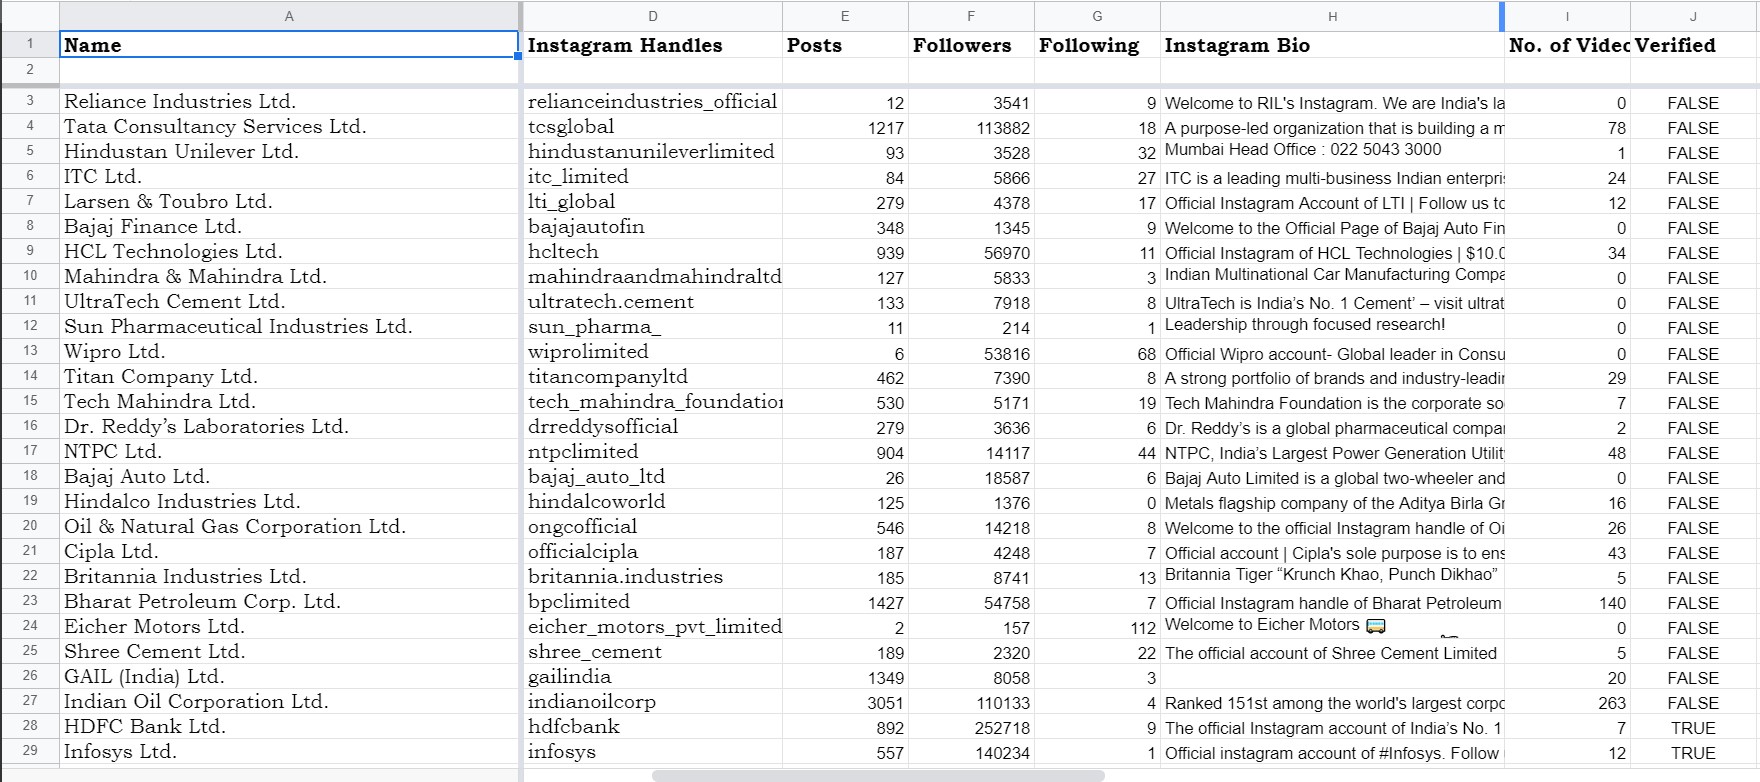 A D E F G H I J
1 Name Instagram Handles Posts Followers Following Instagram Bio No. of Videc Verified
2
3 Reliance Industries Ltd. relianceindustries_official 12 3541 9 Welcome to RIL's Instagram. We are India's la 0 FALSE
4 Tata Consultancy Services Ltd. tcsglobal 1217 113882 18 A purpose-led organization that is building a m 78 FALSE
5 Hindustan Unilever Ltd. hindustanunileverlimited 93 3528 32 Mumbai Head Office : 022 5043 3000 1 FALSE
6 ITC Ltd. itc_limited 84 5866 27 ITC is a leading multi-business Indian enterpri 24 FALSE
7 Larsen & Toubro Ltd. lti_global 279 4378 17 Official Instagram Account of LTI | Follow us to 12 FALSE
8 Bajaj Finance Ltd. bajajautofin 348 1345 9 Welcome to the Official Page of Bajaj Auto Fin 0 FALSE
9 HCL Technologies Ltd. hcltech 939 56970 11 Official Instagram of HCL Technologies | $10.0 34 FALSE
10 Mahindra & Mahindra Ltd. mahindraandmahindraltd 127 5833 3 Indian Multinational Car Manufacturing Compa 0 FALSE
11 UltraTech Cement Ltd. ultratech.cement 133 7918 8 UltraTech is India’s No. 1 Cement’ – visit ultrat 0 FALSE
12 Sun Pharmaceutical Industries Ltd. sun_pharma_ 11 214 1 Leadership through focused research! 0 FALSE
13 Wipro Ltd. wiprolimited 6 53816 68 Official Wipro account- Global leader in Consu 0 FALSE
14 Titan Company Ltd. titancompanyltd 462 7390 8 A strong portfolio of brands and industry-leadi 29 FALSE
15 Tech Mahindra Ltd. tech_mahindra_foundation 530 5171 19 Tech Mahindra Foundation is the corporate so 7 FALSE
16 Dr. Reddy’s Laboratories Ltd. drreddysofficial 279 3636 6 Dr. Reddy’s is a global pharmaceutical compa 2 FALSE
17 NTPC Ltd. ntpclimited 904 14117 44 NTPC, India’s Largest Power Generation Utilit 48 FALSE
18 Bajaj Auto Ltd. bajaj_auto_ltd 26 18587 6 Bajaj Auto Limited is a global two-wheeler and 0 FALSE
19 Hindalco Industries Ltd. hindalcoworld 125 1376 0 Metals flagship company of the Aditya Birla Gr 16 FALSE
20 Oil & Natural Gas Corporation Ltd. ongcofficial 546 14218 8 Welcome to the official Instagram handle of Oi 26 FALSE
21 Cipla Ltd. officialcipla 187 4248 7 Official account | Cipla's sole purpose is to ens 43 FALSE
22 Britannia Industries Ltd. britannia.industries 185 8741 13 Britannia Tiger “Krunch Khao, Punch Dikhao” 5 FALSE
23 Bharat Petroleum Corp. Ltd. bpclimited 1427 54758 7 Official Instagram handle of Bharat Petroleum 140 FALSE
24 Eicher Motors Ltd. eicher_motors_pvt_limited 2 157 112 Welcome to Eicher Motors 🚌 0 FALSE
25 Shree Cement Ltd. shree_cement 189 2320 22 The official account of Shree Cement Limited 5 FALSE
26 GAIL (India) Ltd. gailindia 1349 8058 3 20 FALSE
27 Indian Oil Corporation Ltd. indianoilcorp 3051 110133 4 Ranked 151st among the world's largest corpo 263 FALSE
28 HDFC Bank Ltd. hdfcbank 892 252718 9 The official Instagram account of India’s No. 1 7 TRUE
29 Infosys Ltd. infosys 557 140234 1 Official instagram account of #Infosys. Follow 12 TRUE